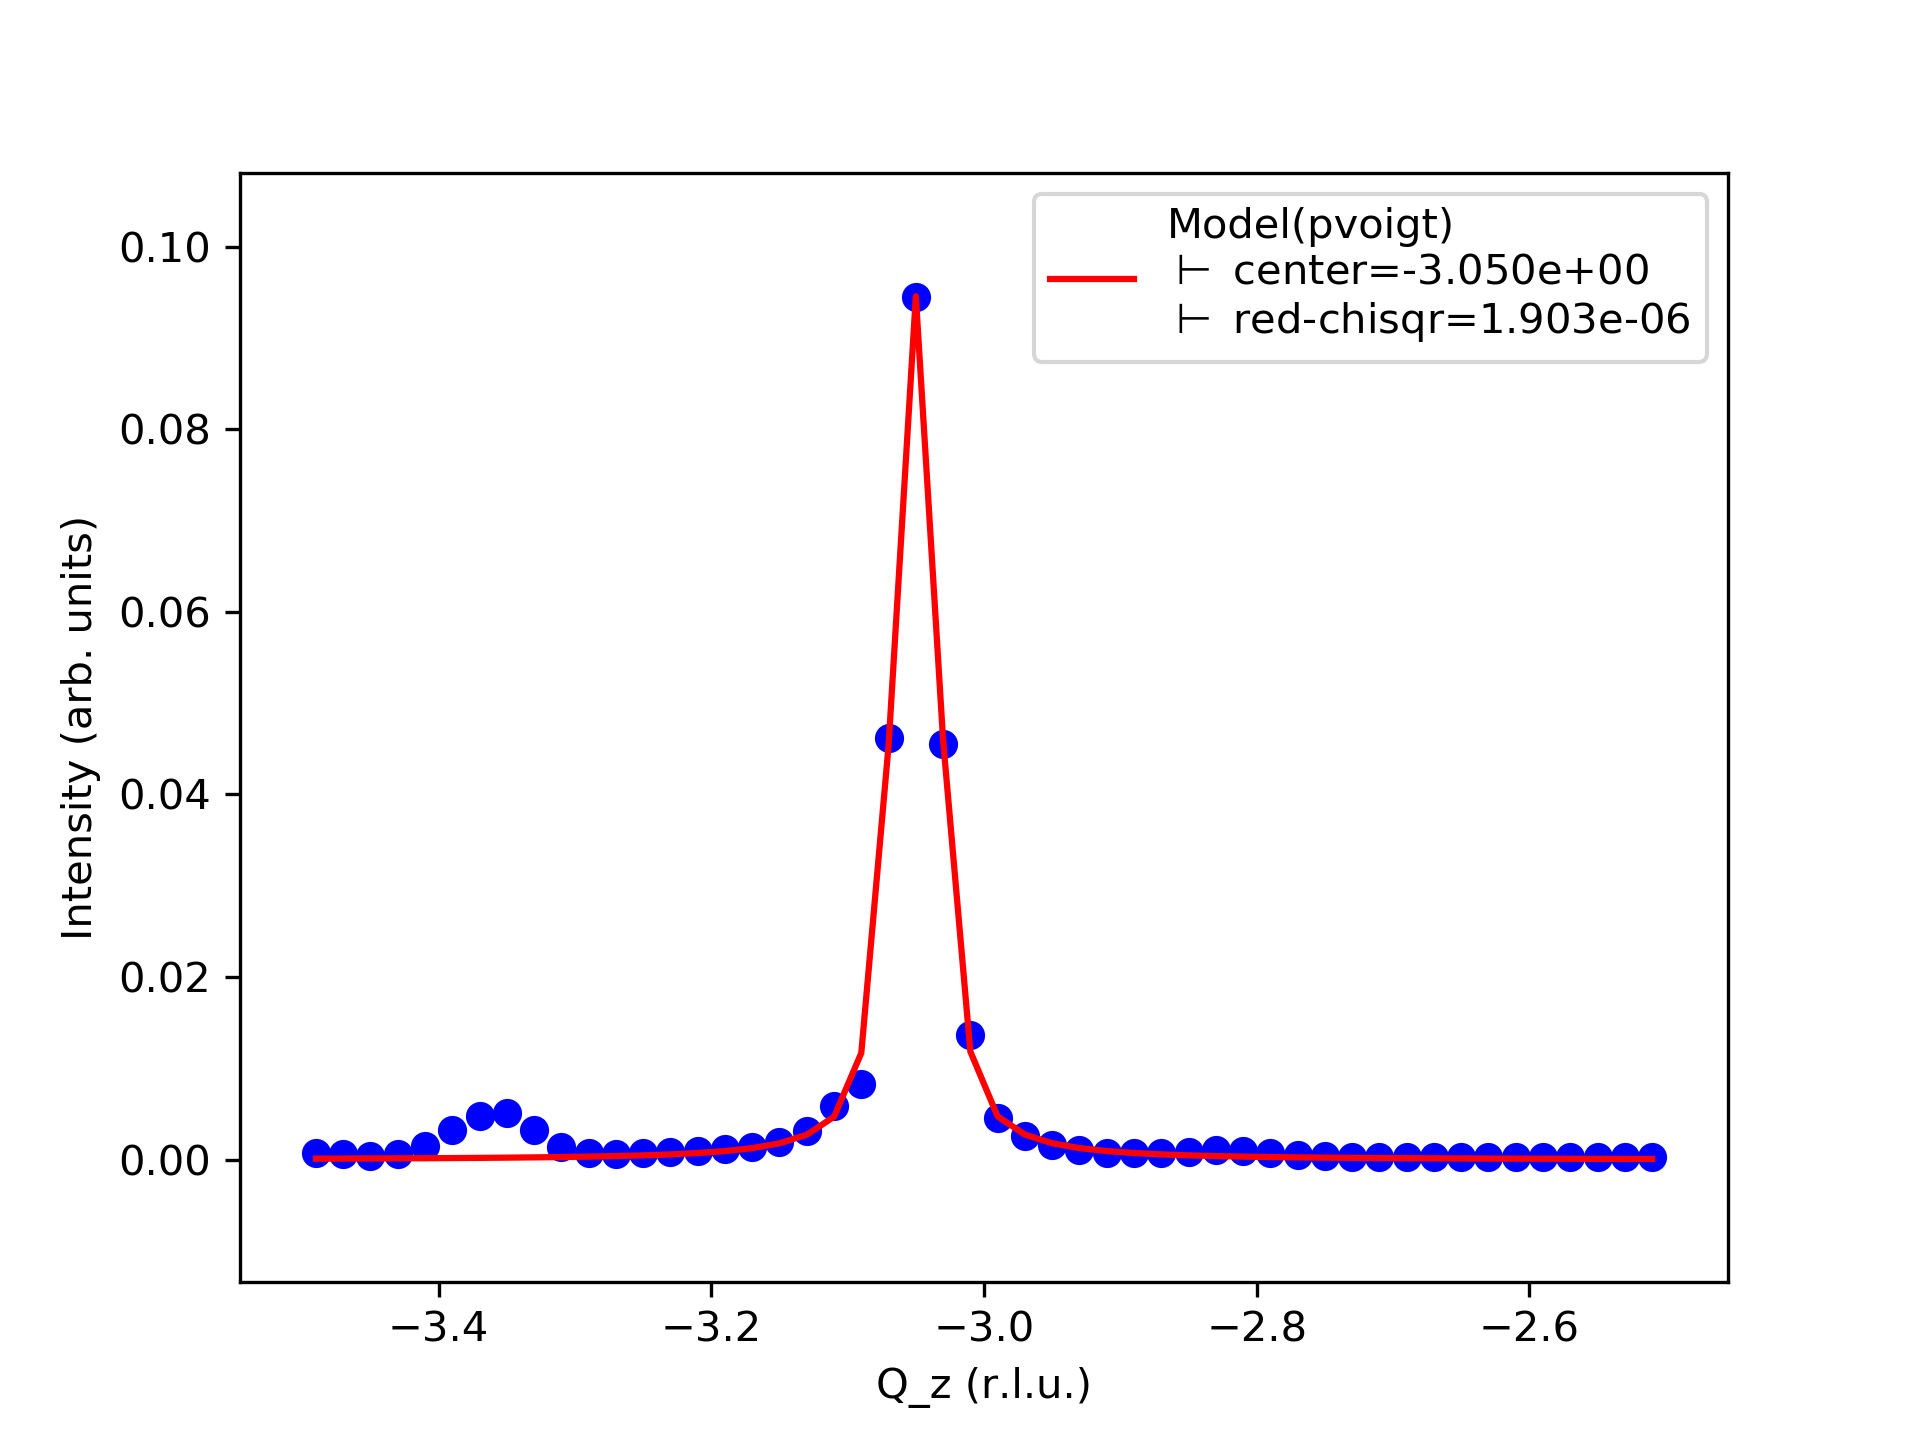 Model(pvoigt)
⊢ center=-3.050e+00
⊢ red-chisqr=1.903e-06
0.10
0.08
0.06
0.04
0.02
0.00
Intensity (arb. units)
−3.4 −3.2 −3.0 −2.8 −2.6
Q_z (r.l.u.)